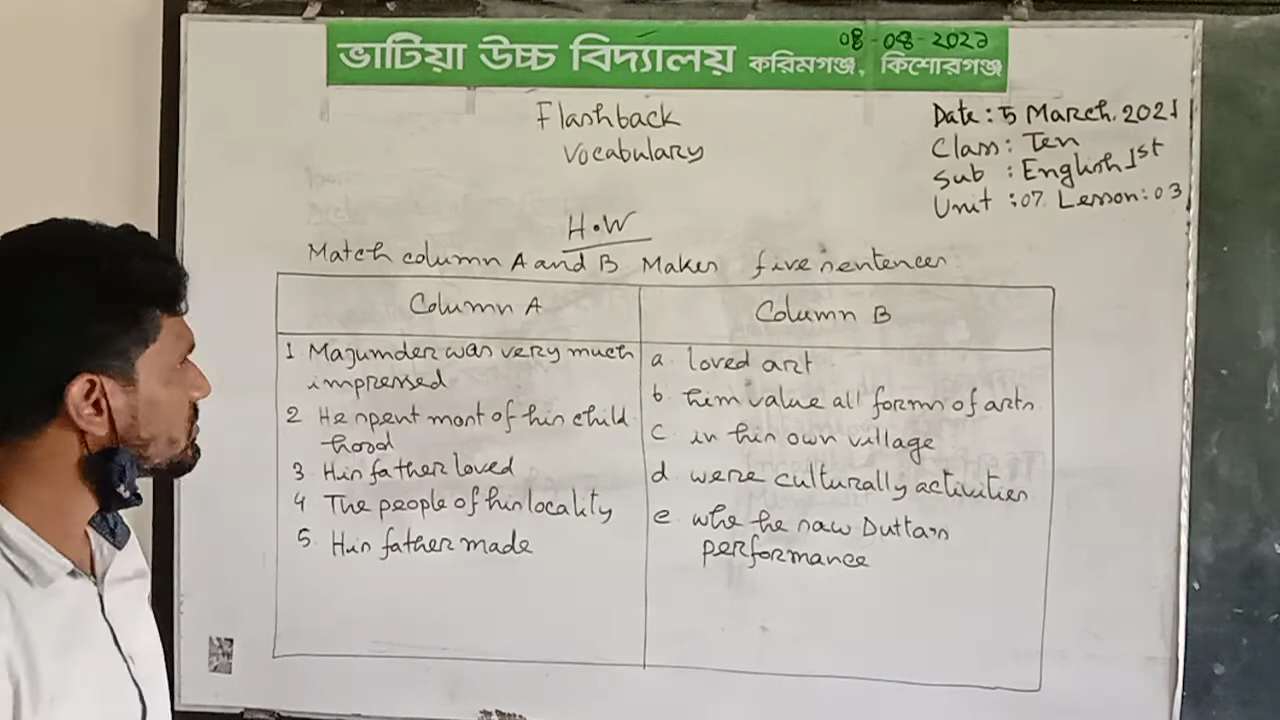 08-08-2022
ভাটিয়া উচ্চ বিদ্যালয় করিমগঞ্জ, কিশোরগঞ্জ
Flashback
Vocabulary
Date : 5 March, 2021
Class : Ten
Sub : English 1st
Unit : 07 Lesson : 03
H.W
Match column A and B Makes five sentences
Column A
1 Majumder was very much
impressed
2 He spent most of his child
hood
3 His father loved
4 The people of his locality
5. His father made
Column B
a loved art
b him value all forms of arts
c in his own village
d were culturally activities
e whe he saw Dutta's
performance